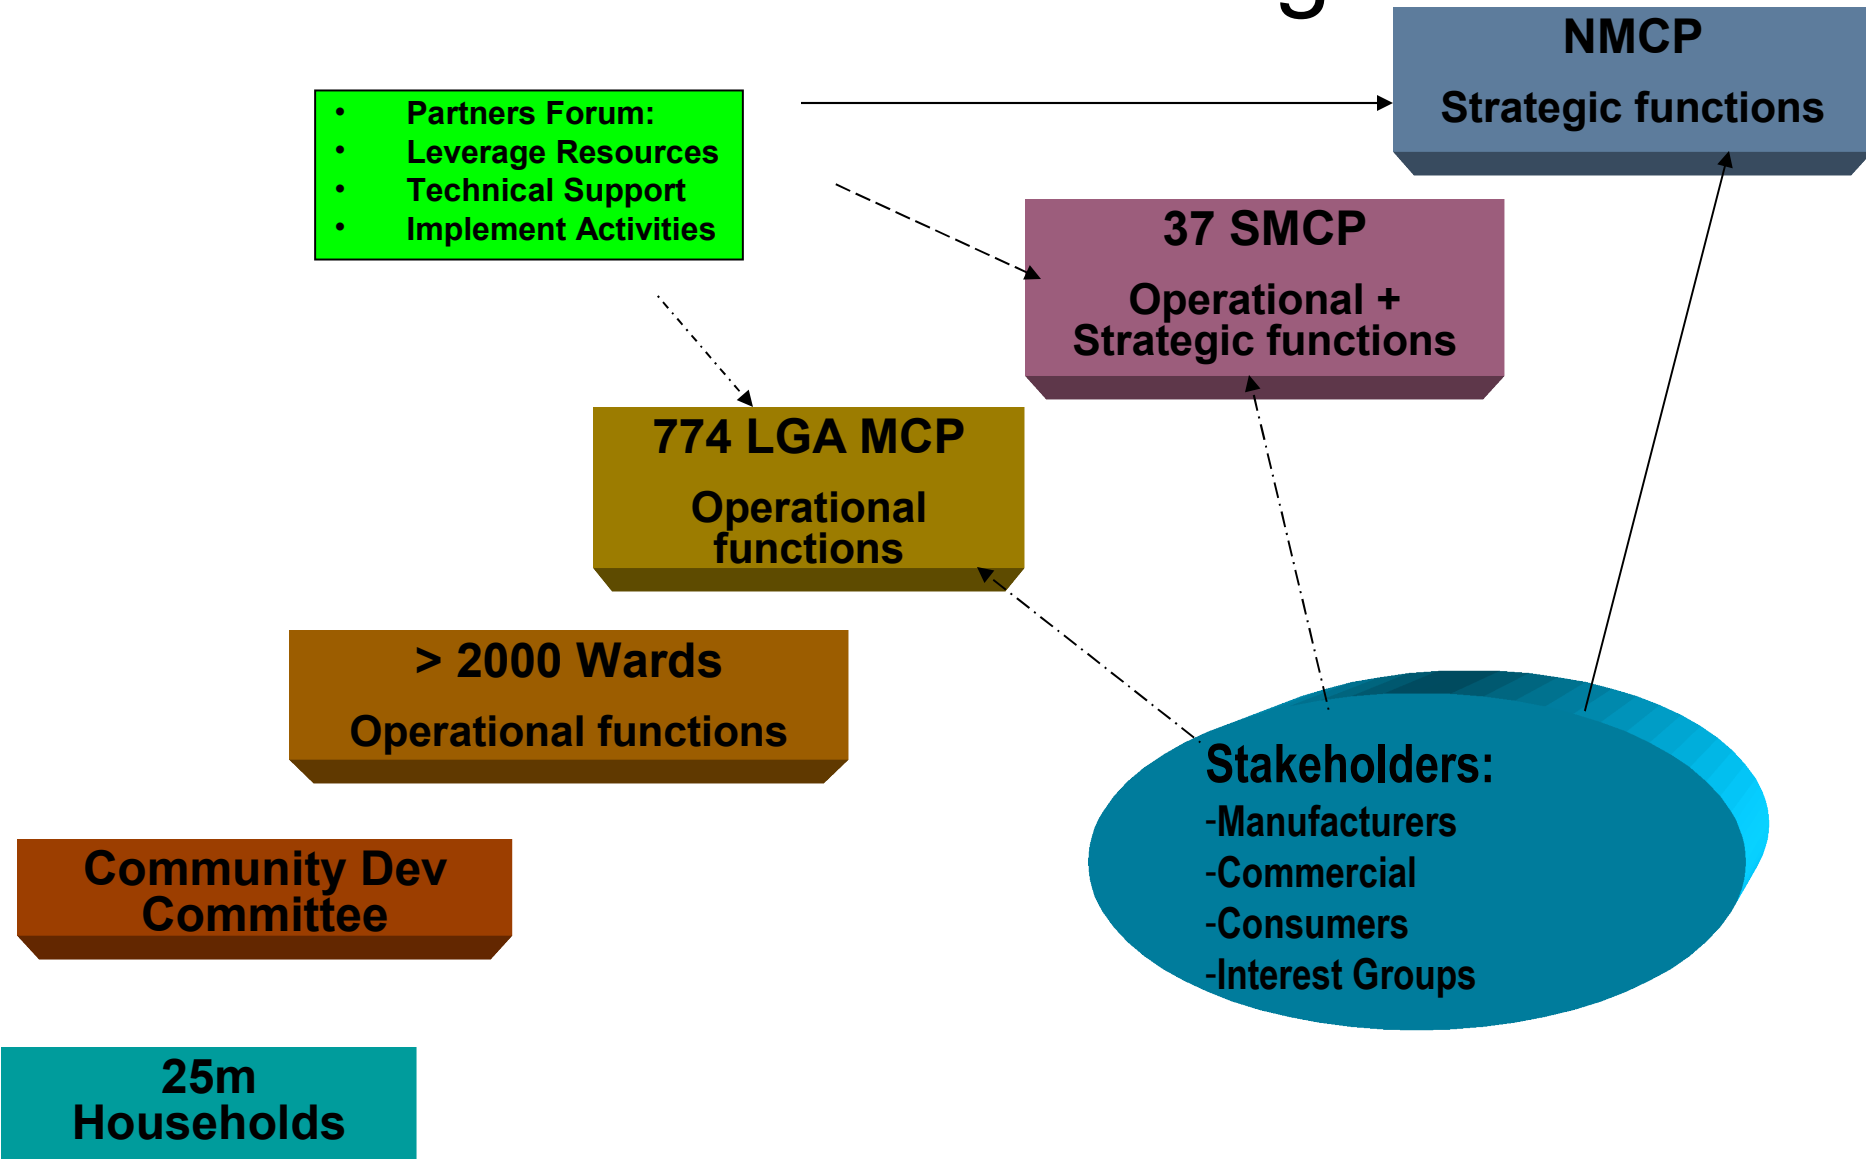 NMCP
Strategic functions
• Partners Forum:
• Leverage Resources
• Technical Support
• Implement Activities
37 SMCP
Operational +
Strategic functions
774 LGA MCP
Operational
functions
> 2000 Wards
Operational functions
Stakeholders:
-Manufacturers
-Commercial
-Consumers
-Interest Groups
Community Dev
Committee
25m
Households